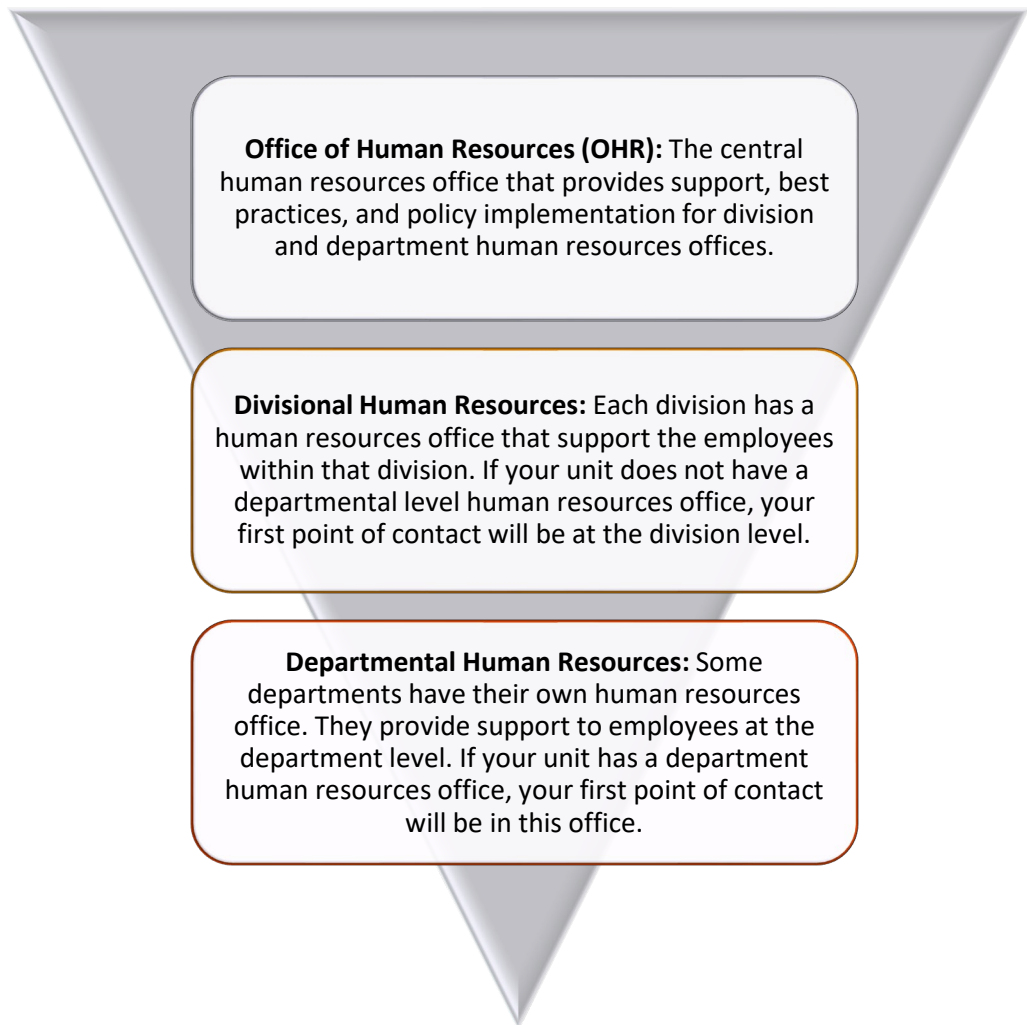 Office of Human Resources (OHR): The central
human resources office that provides support, best
practices, and policy implementation for division
and department human resources offices.
Divisional Human Resources: Each division has a
human resources office that support the employees
within that division. If your unit does not have a
departmental level human resources office, your
first point of contact will be at the division level.
Departmental Human Resources: Some
departments have their own human resources
office. They provide support to employees at the
department level. If your unit has a department
human resources office, your first point of contact
will be in this office.